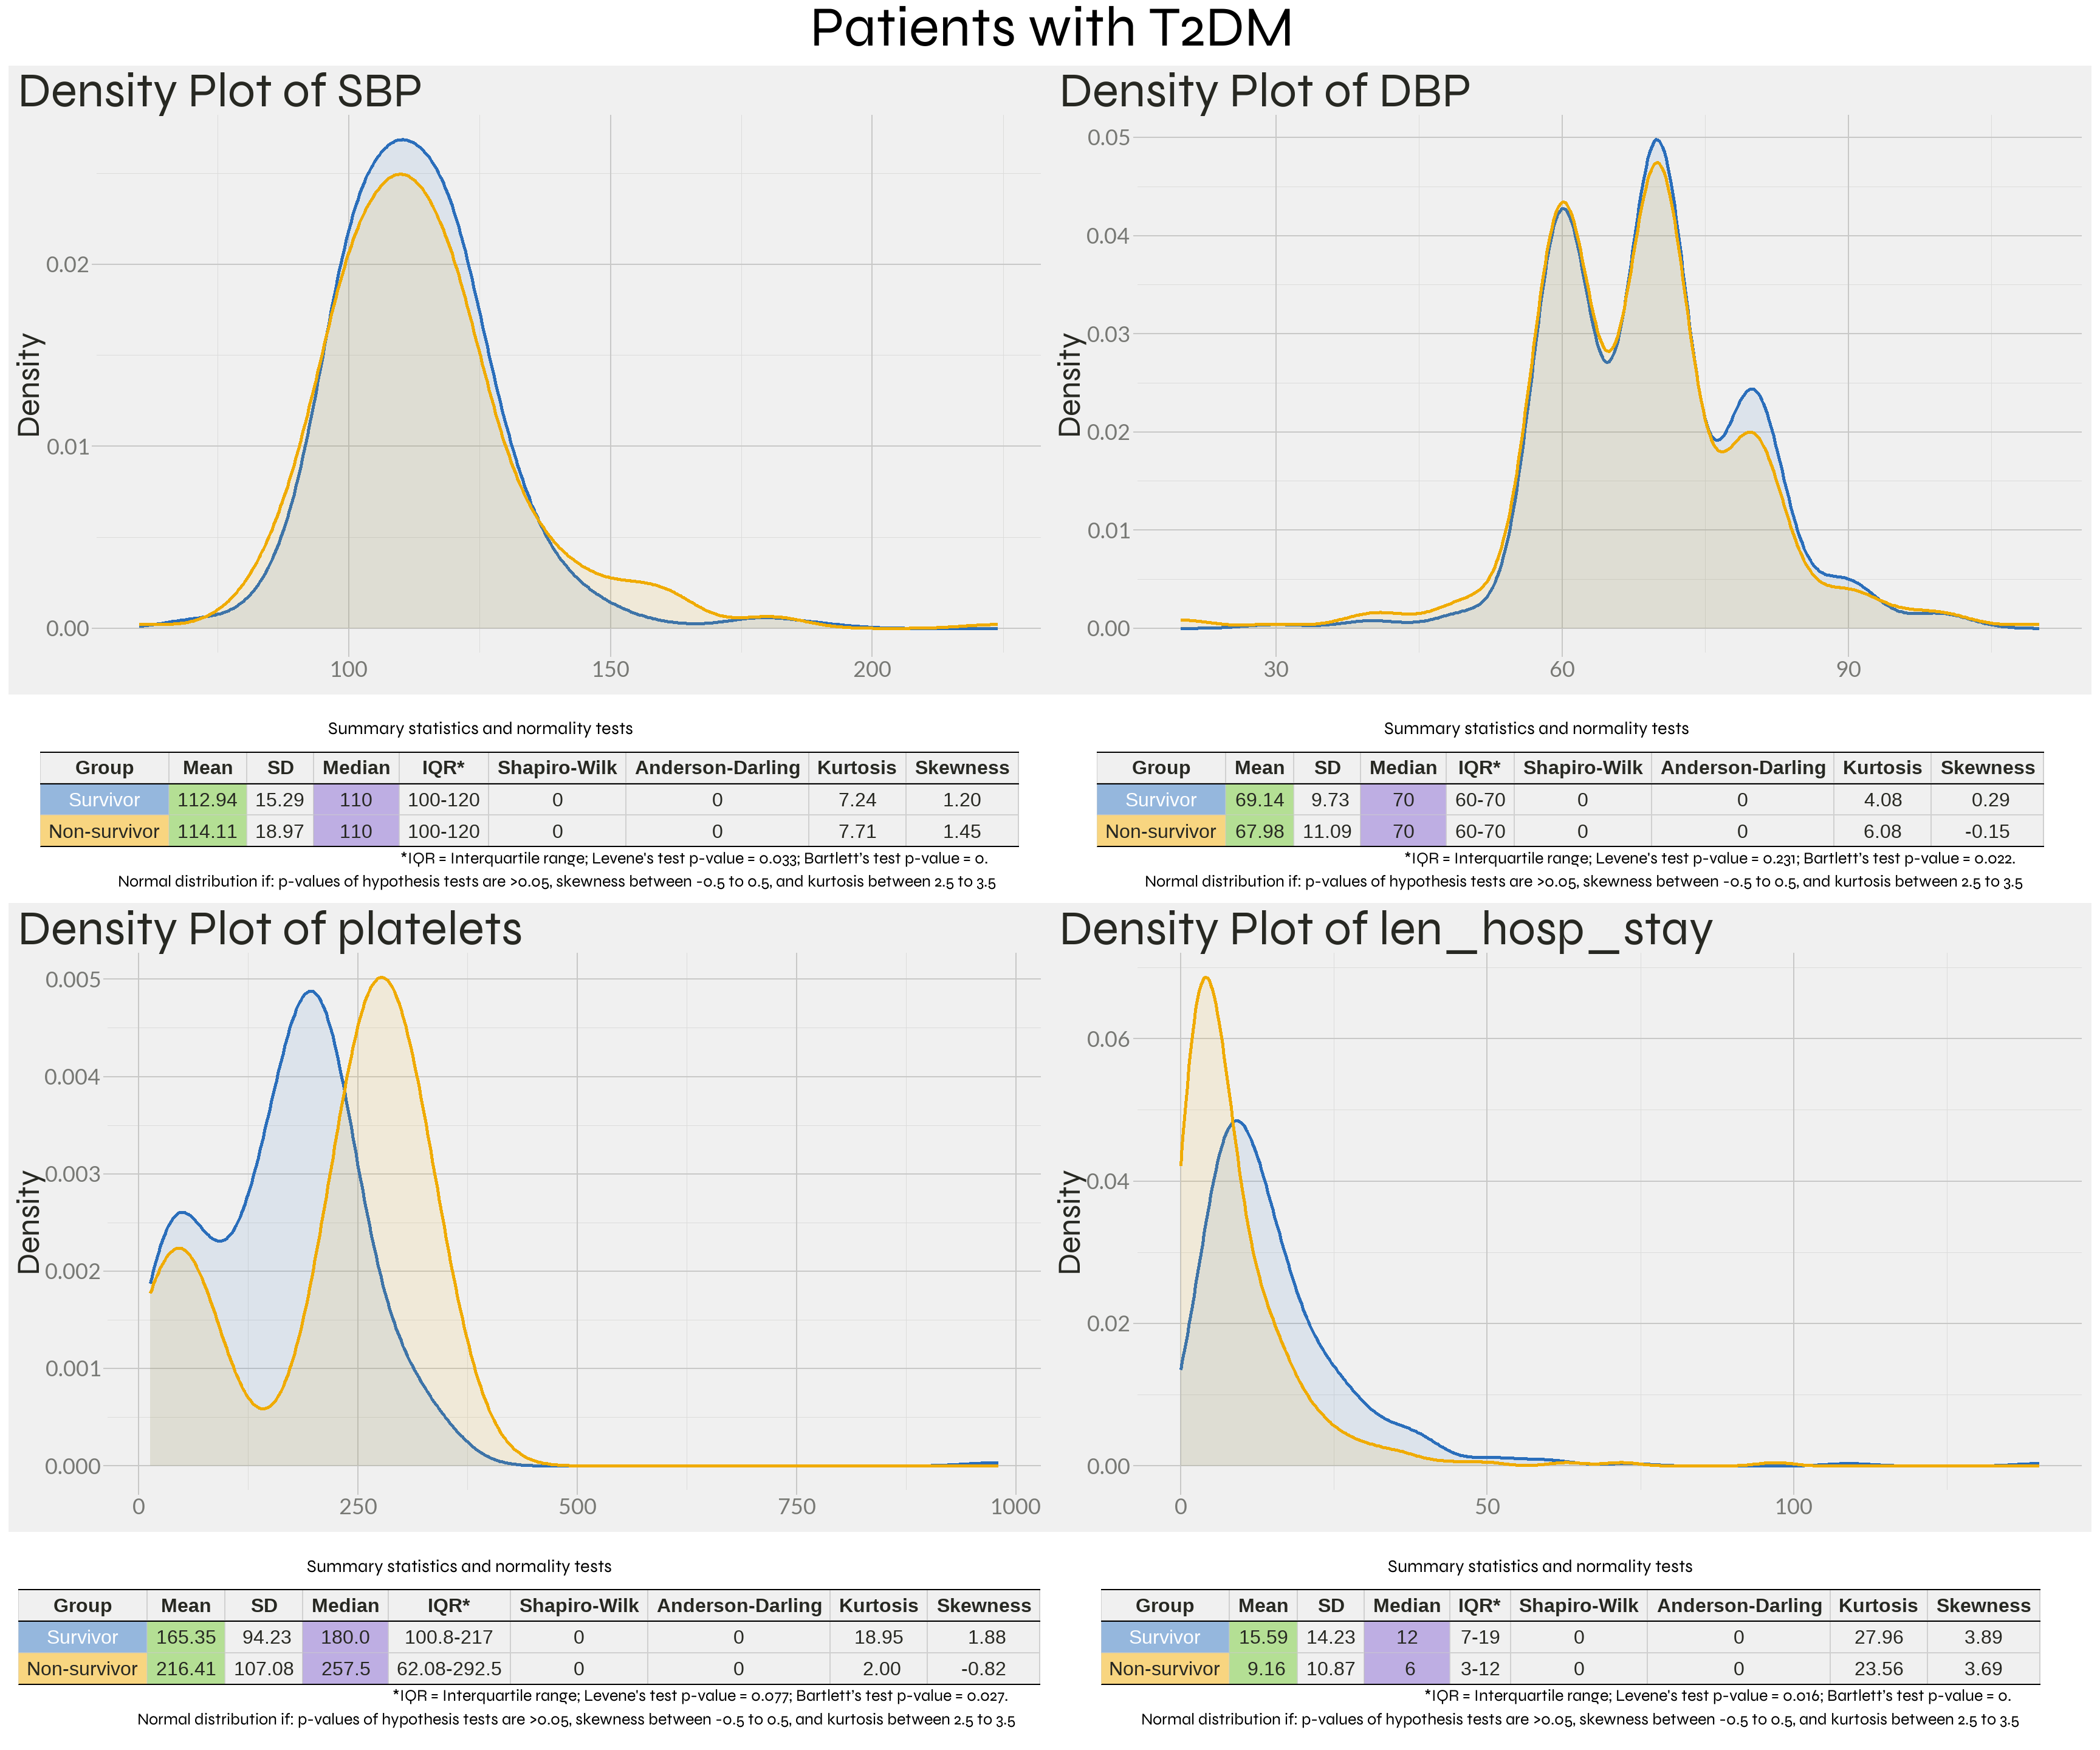 Patients with T2DM
Density Plot of SBP
Density
0.02
0.01
0.00
100 150 200
Summary statistics and normality tests
Group Mean SD Median IQR* Shapiro-Wilk Anderson-Darling Kurtosis Skewness
Survivor 112.94 15.29 110 100-120 0 0 7.24 1.20
Non-survivor 114.11 18.97 110 100-120 0 0 7.71 1.45
*IQR = Interquartile range; Levene's test p-value = 0.033; Bartlett's test p-value = 0.
Normal distribution if: p-values of hypothesis tests are >0.05, skewness between -0.5 to 0.5, and kurtosis between 2.5 to 3.5
Density Plot of DBP
Density
0.05
0.04
0.03
0.02
0.01
0.00
30 60 90
Summary statistics and normality tests
Group Mean SD Median IQR* Shapiro-Wilk Anderson-Darling Kurtosis Skewness
Survivor 69.14 9.73 70 60-70 0 0 4.08 0.29
Non-survivor 67.98 11.09 70 60-70 0 0 6.08 -0.15
*IQR = Interquartile range; Levene's test p-value = 0.231; Bartlett's test p-value = 0.022.
Normal distribution if: p-values of hypothesis tests are >0.05, skewness between -0.5 to 0.5, and kurtosis between 2.5 to 3.5
Density Plot of platelets
Density
0.005
0.004
0.003
0.002
0.001
0.000
0 250 500 750 1000
Summary statistics and normality tests
Group Mean SD Median IQR* Shapiro-Wilk Anderson-Darling Kurtosis Skewness
Survivor 165.35 94.23 180.0 100.8-217 0 0 18.95 1.88
Non-survivor 216.41 107.08 257.5 62.08-292.5 0 0 2.00 -0.82
*IQR = Interquartile range; Levene's test p-value = 0.077; Bartlett's test p-value = 0.027.
Normal distribution if: p-values of hypothesis tests are >0.05, skewness between -0.5 to 0.5, and kurtosis between 2.5 to 3.5
Density Plot of len_hosp_stay
Density
0.06
0.04
0.02
0.00
0 50 100
Summary statistics and normality tests
Group Mean SD Median IQR* Shapiro-Wilk Anderson-Darling Kurtosis Skewness
Survivor 15.59 14.23 12 7-19 0 0 27.96 3.89
Non-survivor 9.16 10.87 6 3-12 0 0 23.56 3.69
*IQR = Interquartile range; Levene's test p-value = 0.016; Bartlett's test p-value = 0.
Normal distribution if: p-values of hypothesis tests are >0.05, skewness between -0.5 to 0.5, and kurtosis between 2.5 to 3.5